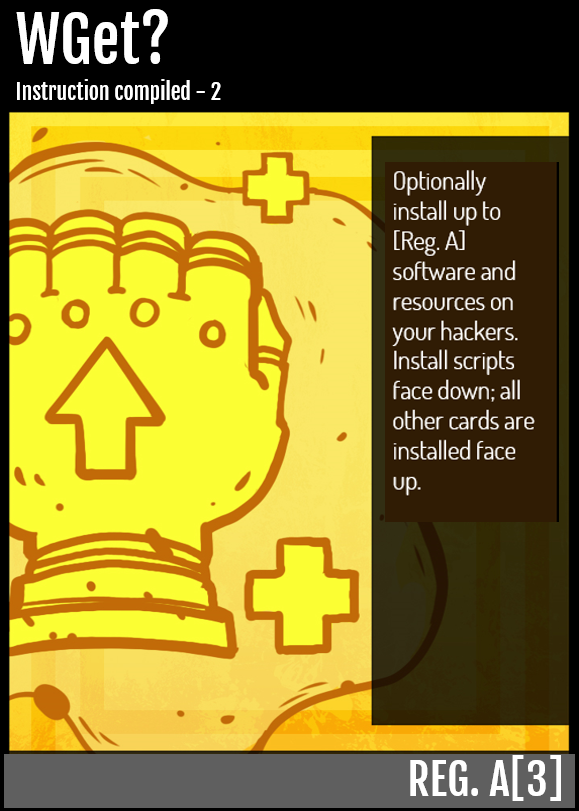 WGet?
Instruction compiled - 2
Optionally
install up to
[Reg. A]
software and
resources on
your hackers.
Install scripts
face down; all
other cards are
installed face
up.
REG. A[3]